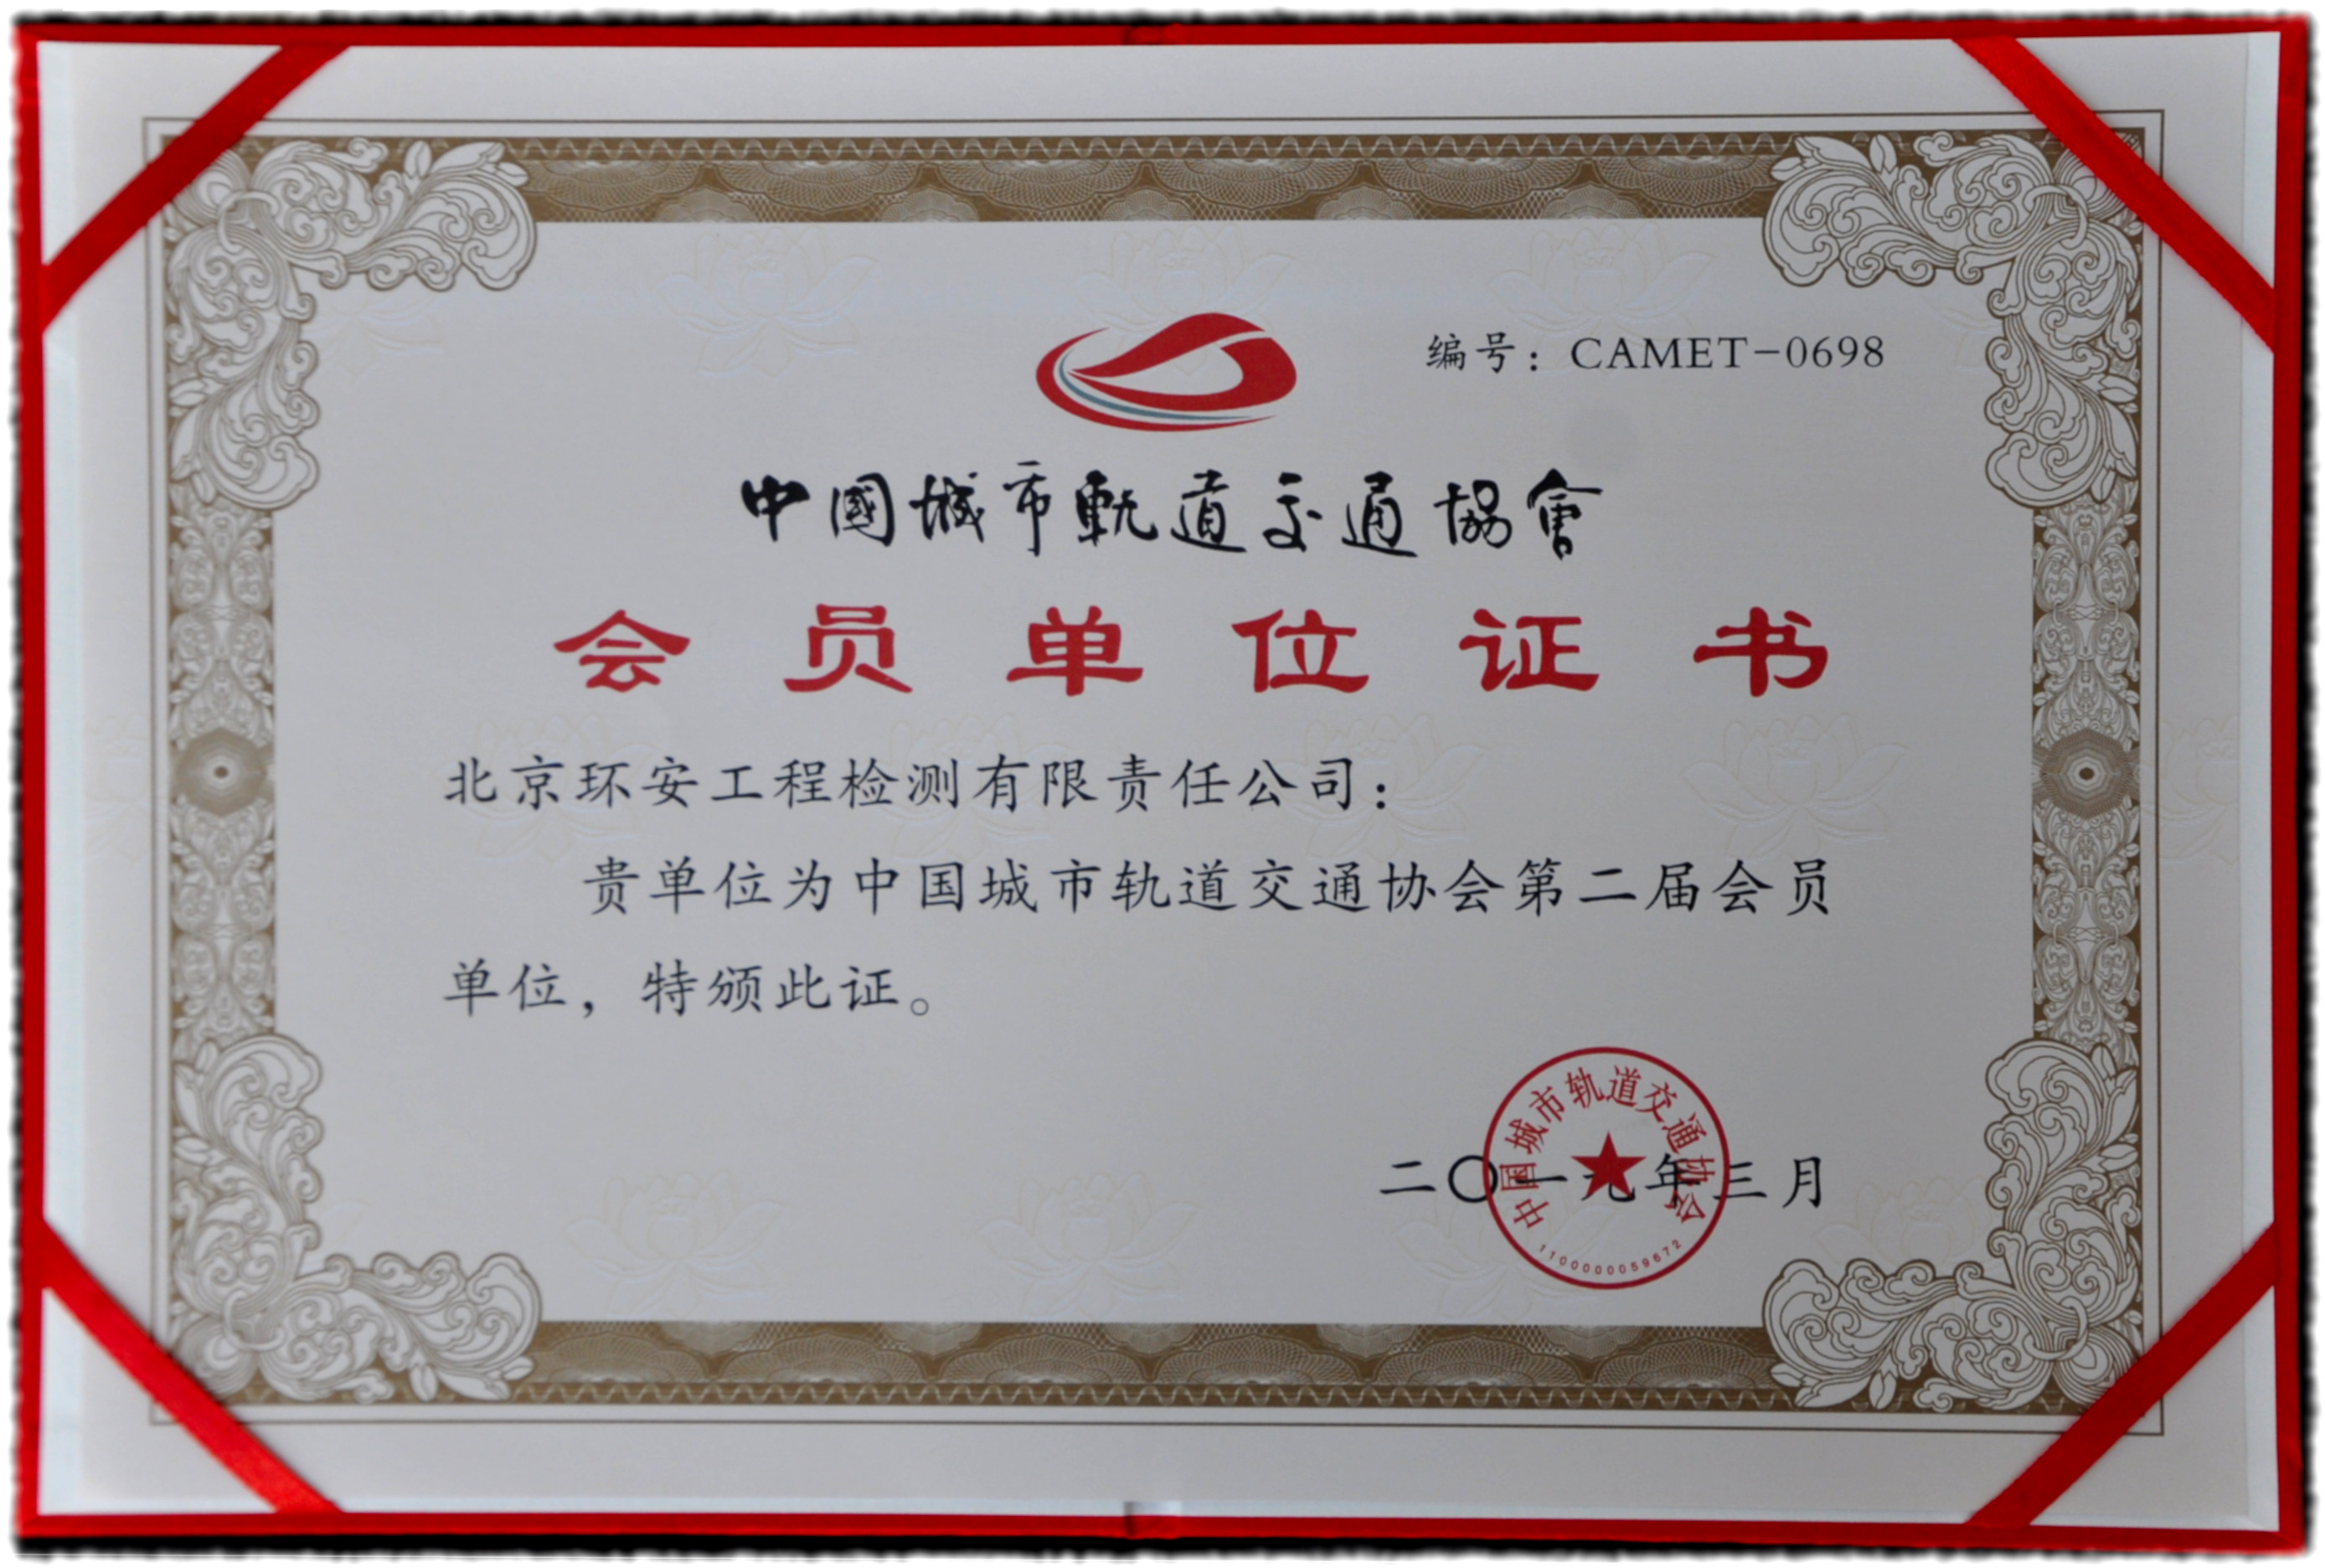 编号：CAMET-0698
中國城市軌道交通協會
会员单位证书
北京环安工程检测有限责任公司：
贵单位为中国城市轨道交通协会第二届会员
单位，特颁此证。
二〇一九年三月
中国城市轨道交通协会
1100000059672